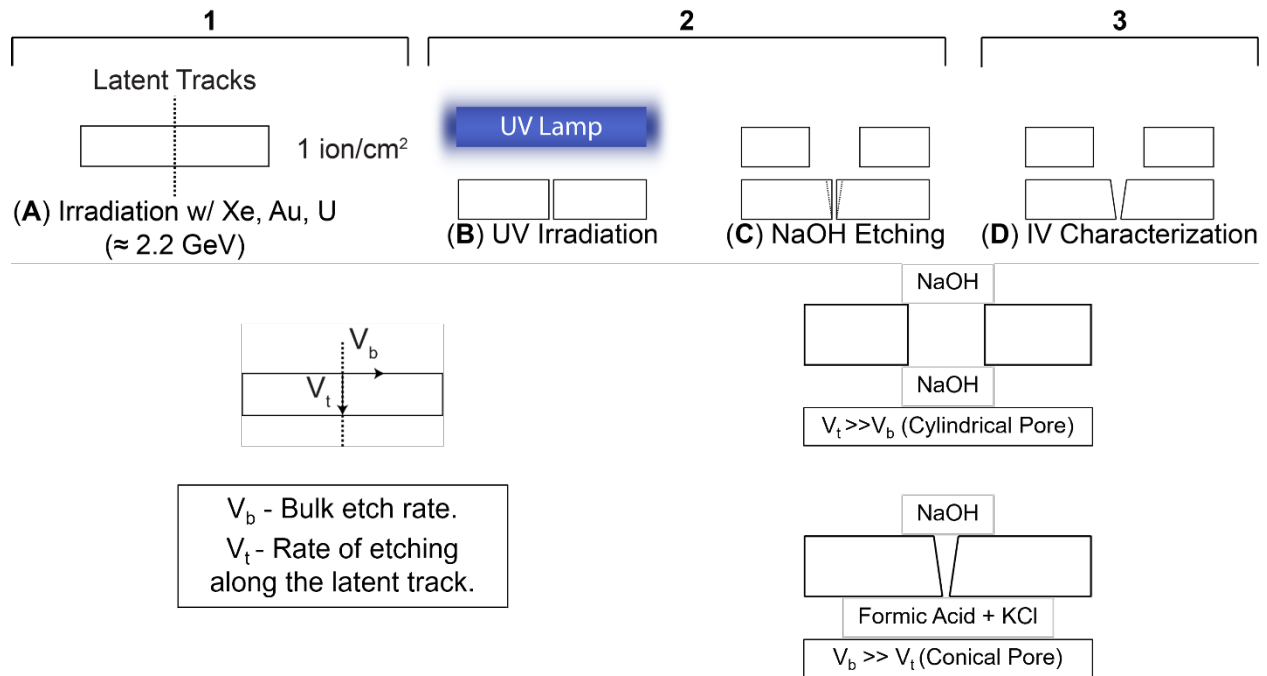 1
2
3
Latent Tracks
1 ion/cm²
(A) Irradiation w/ Xe, Au, U
(≈ 2.2 GeV)
UV Lamp
(B) UV Irradiation
(C) NaOH Etching
(D) IV Characterization
V_b
V_t
V_b - Bulk etch rate.
V_t - Rate of etching
along the latent track.
NaOH
NaOH
V_t >>V_b (Cylindrical Pore)
NaOH
Formic Acid + KCl
V_b >> V_t (Conical Pore)